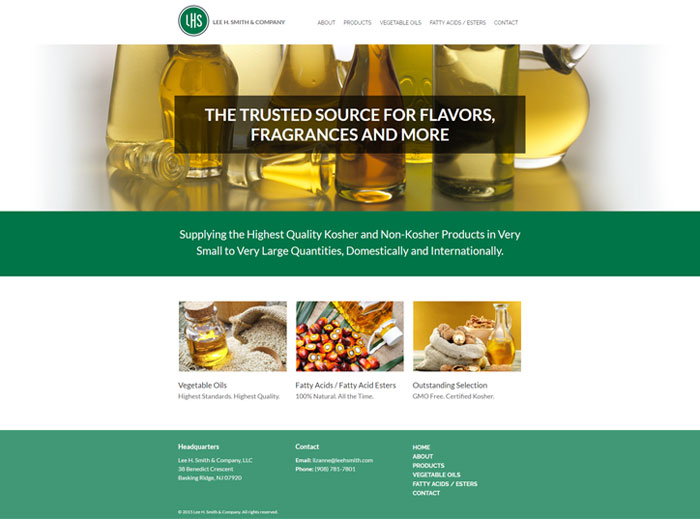 LHS LEE H. SMITH & COMPANY
ABOUT PRODUCTS VEGETABLE OILS FATTY ACIDS / ESTERS CONTACT
THE TRUSTED SOURCE FOR FLAVORS,
FRAGRANCES AND MORE
Supplying the Highest Quality Kosher and Non-Kosher Products in Very
Small to Very Large Quantities, Domestically and Internationally.
Vegetable Oils
Highest Standards. Highest Quality.
Fatty Acids / Fatty Acid Esters
100% Natural. All the Time.
Outstanding Selection
GMO Free. Certified Kosher.
Headquarters
Lee H. Smith & Company, LLC
38 Benedict Crescent
Basking Ridge, NJ 07920
Contact
Email: lizanne@leehsmith.com
Phone: (908) 781-7801
HOME
ABOUT
PRODUCTS
VEGETABLE OILS
FATTY ACIDS / ESTERS
CONTACT
© 2015 Lee H. Smith & Company. All rights reserved.